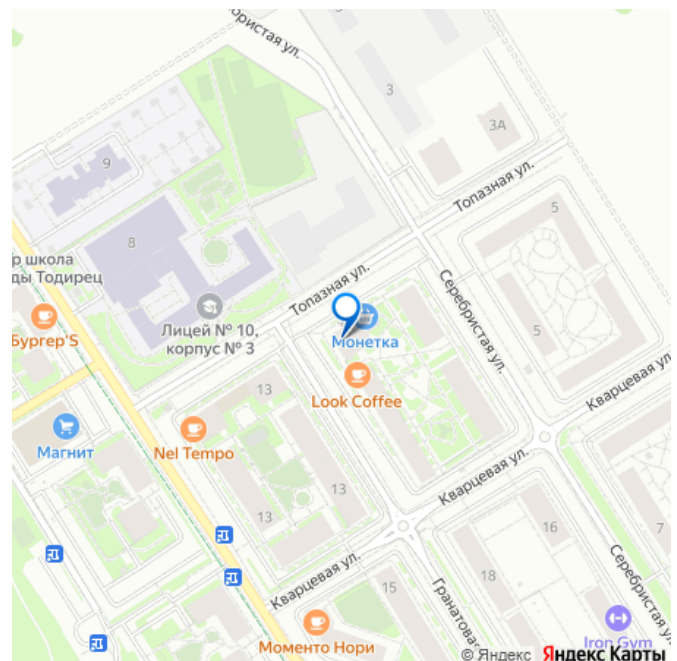 ористая ул.
3
3А
9
Топазная ул.
5
8
р школа
ды Тодирец
Топазная ул.
Серебристая ул.
Бургер'S
Лицей № 10,
корпус № 3
Монетка
5
Кварцевая ул.
13
Look Coffee
Магнит
Nel Tempo
13
Кварцевая ул.
13
16
7
Кварцевая ул.
15
18
Гранатовая
Серебристая ул.
Моменто Нори
Iron Gym
© Яндекс Яндекс Карты